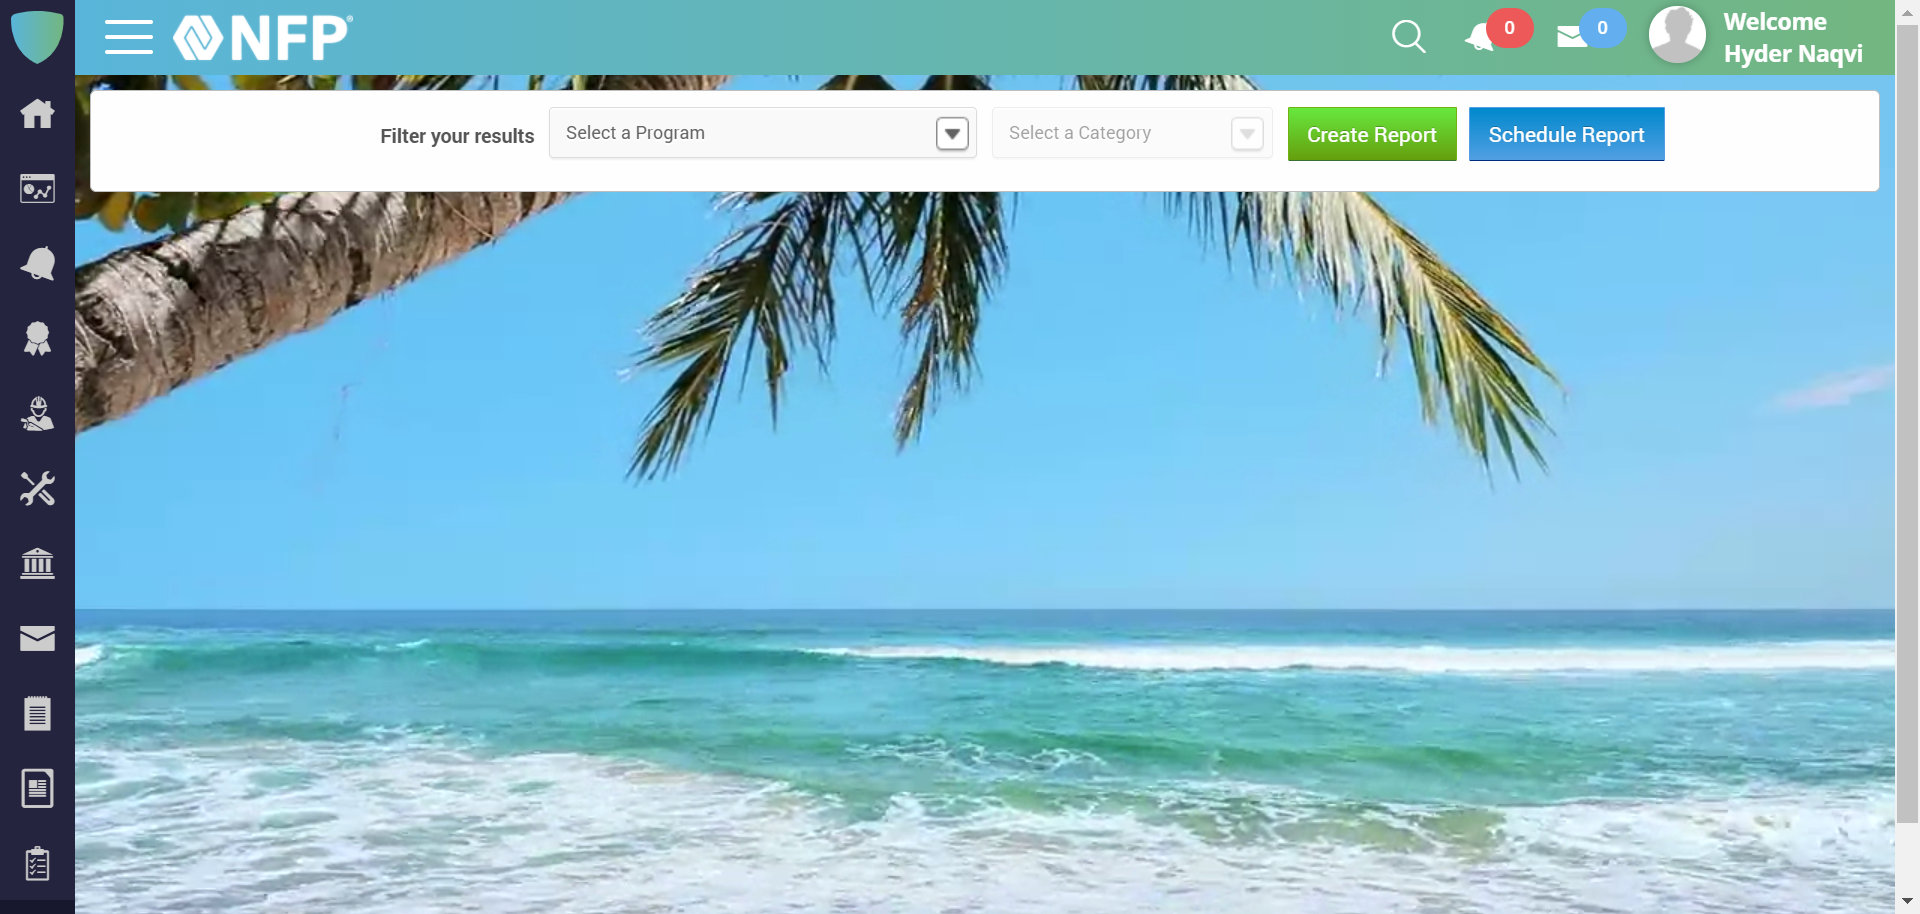 NFP®
0
0
Welcome
Hyder Naqvi
Filter your results
Select a Program
Select a Category
Create Report
Schedule Report